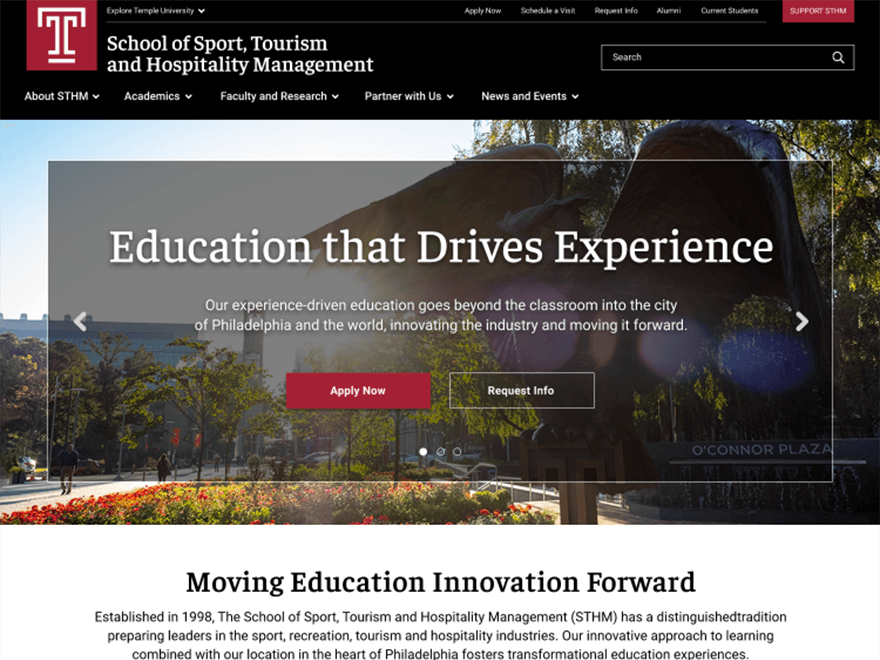 Explore Temple University
Apply Now
Schedule a Visit
Request Info
Alumni
Current Students
SUPPORT STHM
T
School of Sport, Tourism
and Hospitality Management
Search
About STHM
Academics
Faculty and Research
Partner with Us
News and Events
Education that Drives Experience
Our experience-driven education goes beyond the classroom into the city
of Philadelphia and the world, innovating the industry and moving it forward.
Apply Now
Request Info
O'CONNOR PLAZA
Moving Education Innovation Forward
Established in 1998, The School of Sport, Tourism and Hospitality Management (STHM) has a distinguishedtradition
preparing leaders in the sport, recreation, tourism and hospitality industries. Our innovative approach to learning
combined with our location in the heart of Philadelphia fosters transformational education experiences.